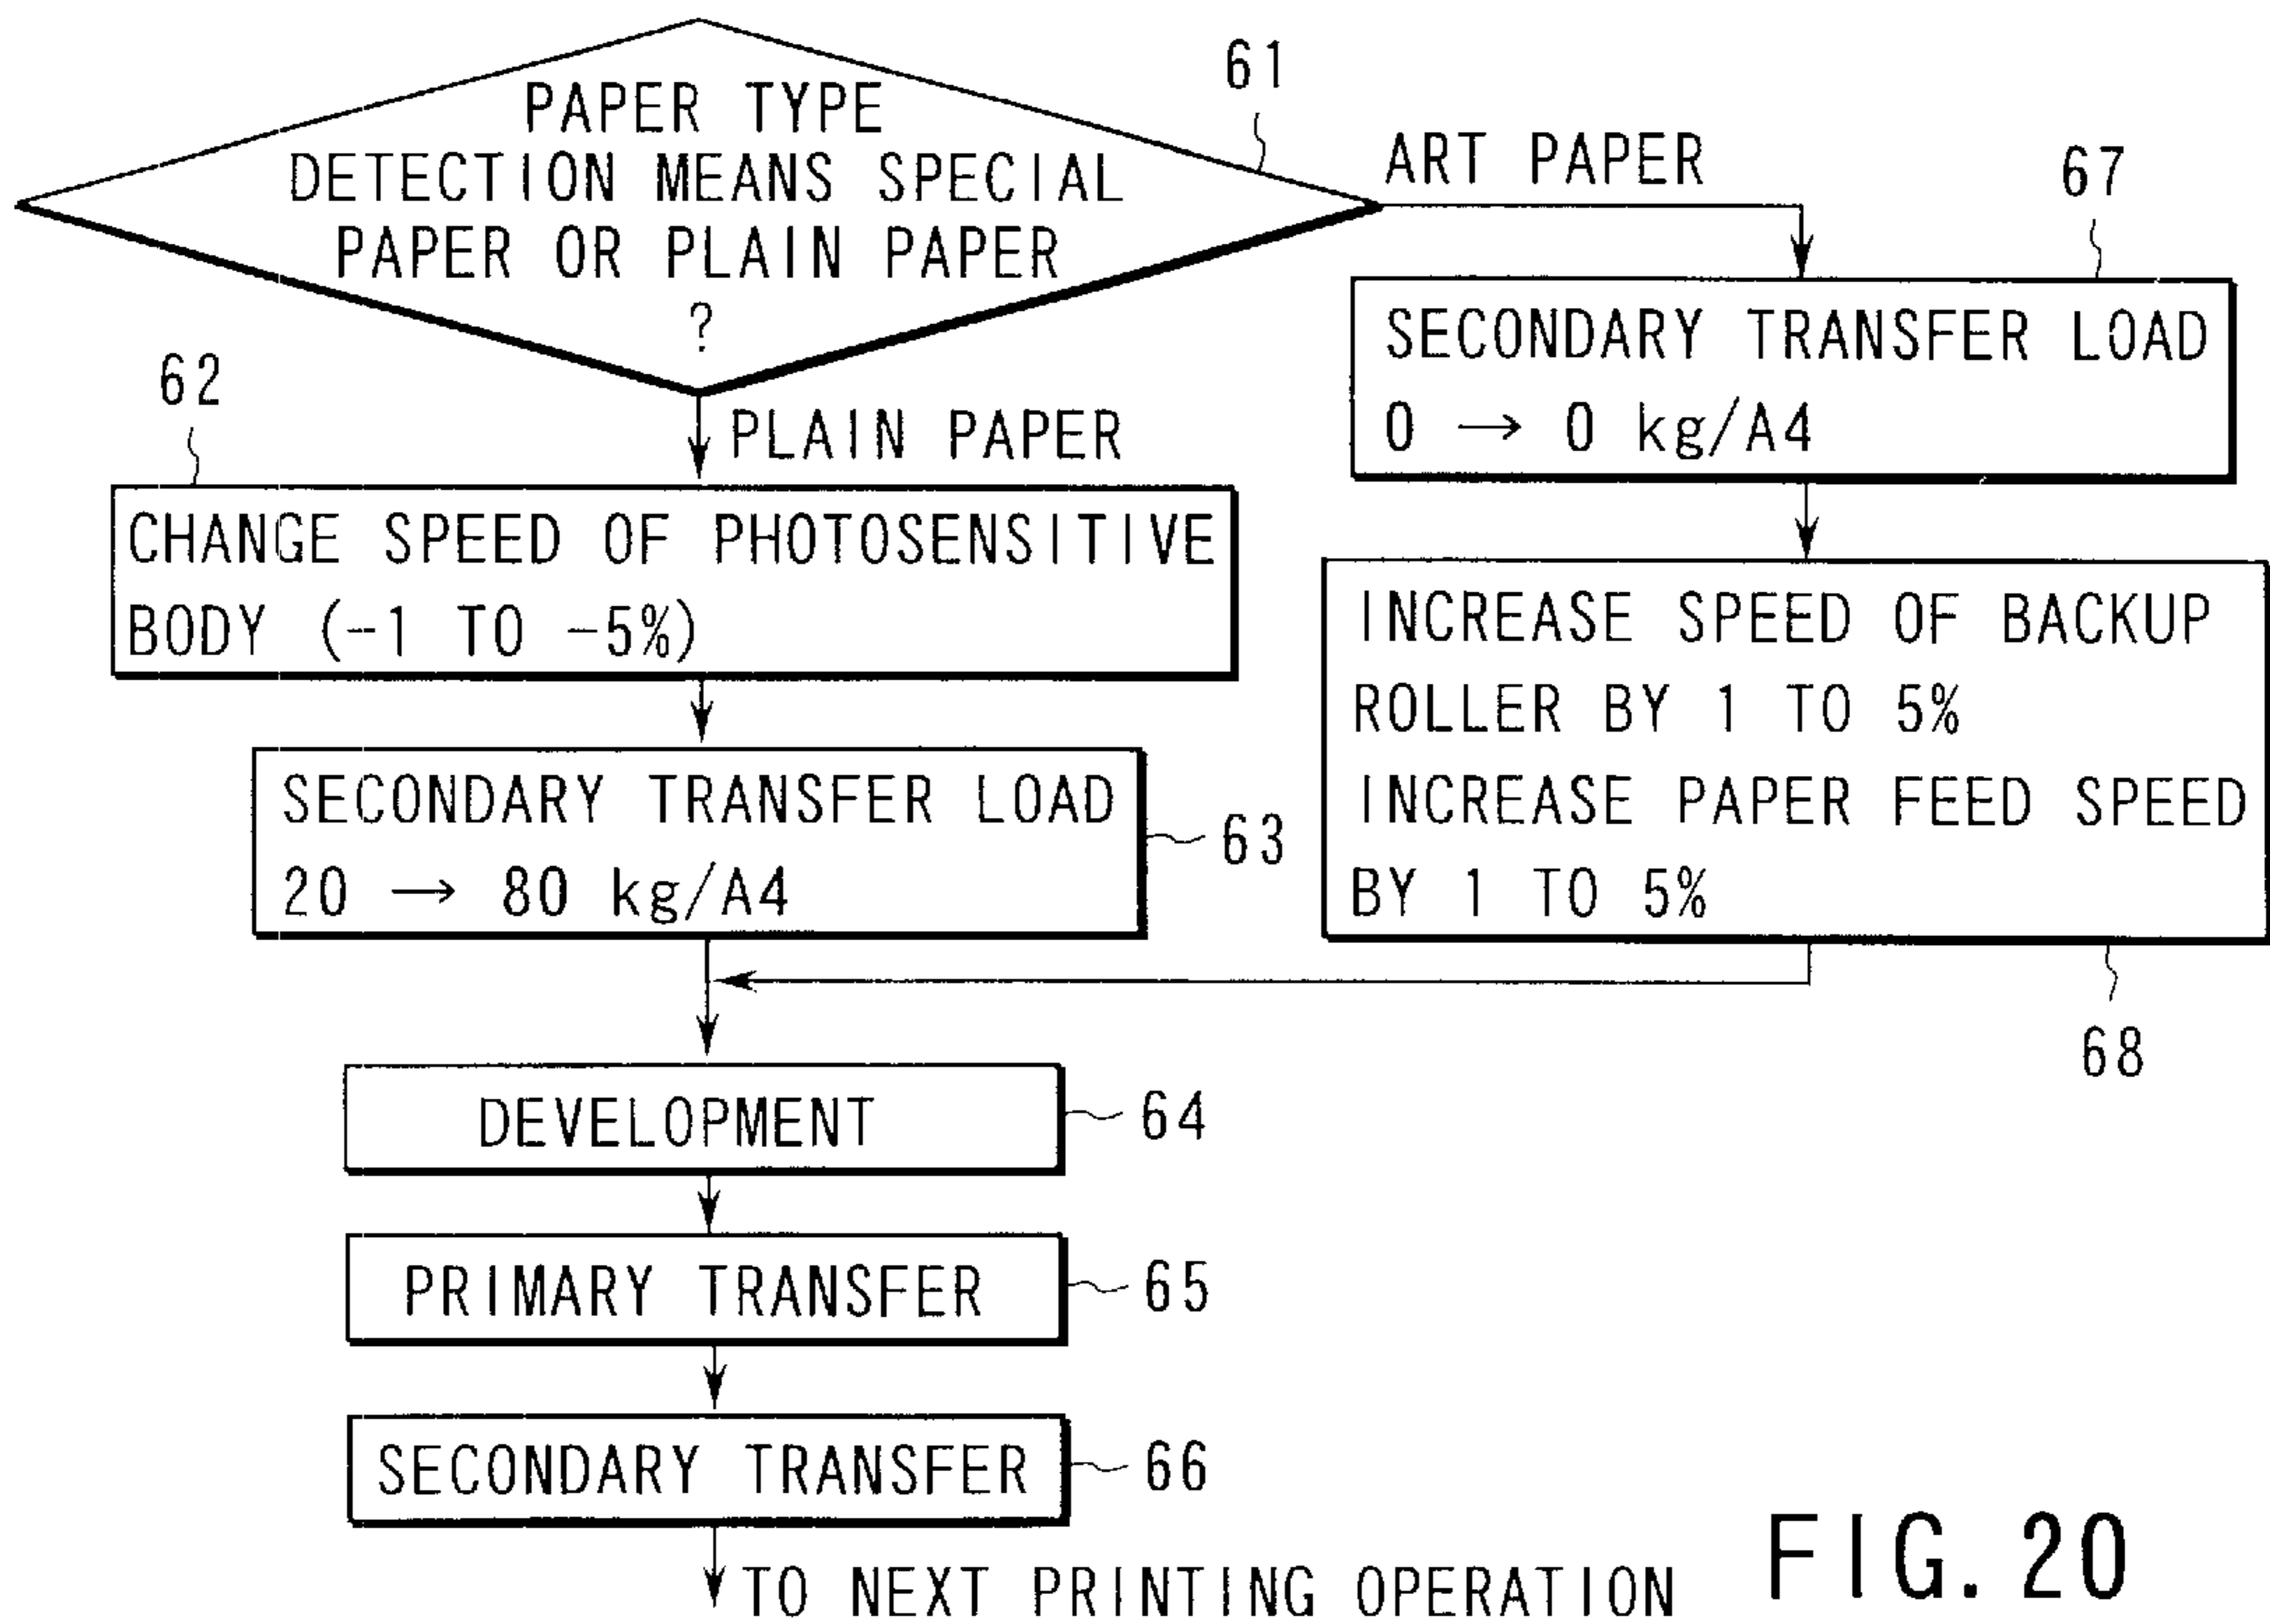 PAPER TYPE
DETECTION MEANS SPECIAL
PAPER OR PLAIN PAPER
?
61
ART PAPER
67
SECONDARY TRANSFER LOAD
0 → 0 kg/A4
62
PLAIN PAPER
CHANGE SPEED OF PHOTOSENSITIVE
BODY (-1 TO -5%)
INCREASE SPEED OF BACKUP
ROLLER BY 1 TO 5%
INCREASE PAPER FEED SPEED
BY 1 TO 5%
68
SECONDARY TRANSFER LOAD
20 → 80 kg/A4
63
DEVELOPMENT
64
PRIMARY TRANSFER
65
SECONDARY TRANSFER
66
TO NEXT PRINTING OPERATION
FIG. 20